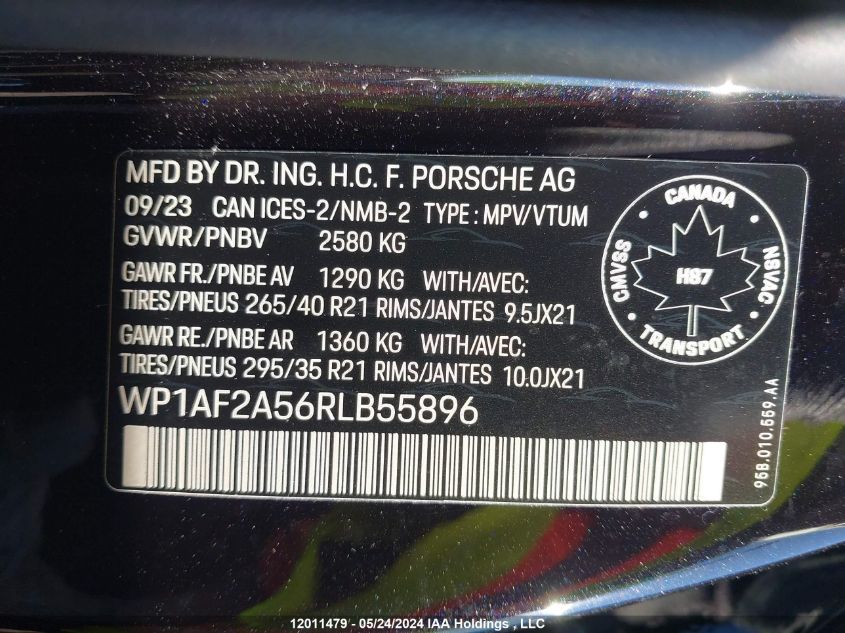 MFD BY DR. ING. H.C. F. PORSCHE AG
09/23 CAN ICES-2/NMB-2 TYPE : MPV/VTUM
GVWR/PNBV 2580 KG
GAWR FR./PNBE AV 1290 KG WITH/AVEC:
TIRES/PNEUS 265/40 R21 RIMS/JANTES 9.5JX21
GAWR RE./PNBE AR 1360 KG WITH/AVEC:
TIRES/PNEUS 295/35 R21 RIMS/JANTES 10.0JX21
WP1AF2A56RLB55896
CANADA
CMVSS
H87
NSVAC
TRANSPORT
95B.010.559.AA
12011479 - 05/24/2024 IAA Holdings , LLC